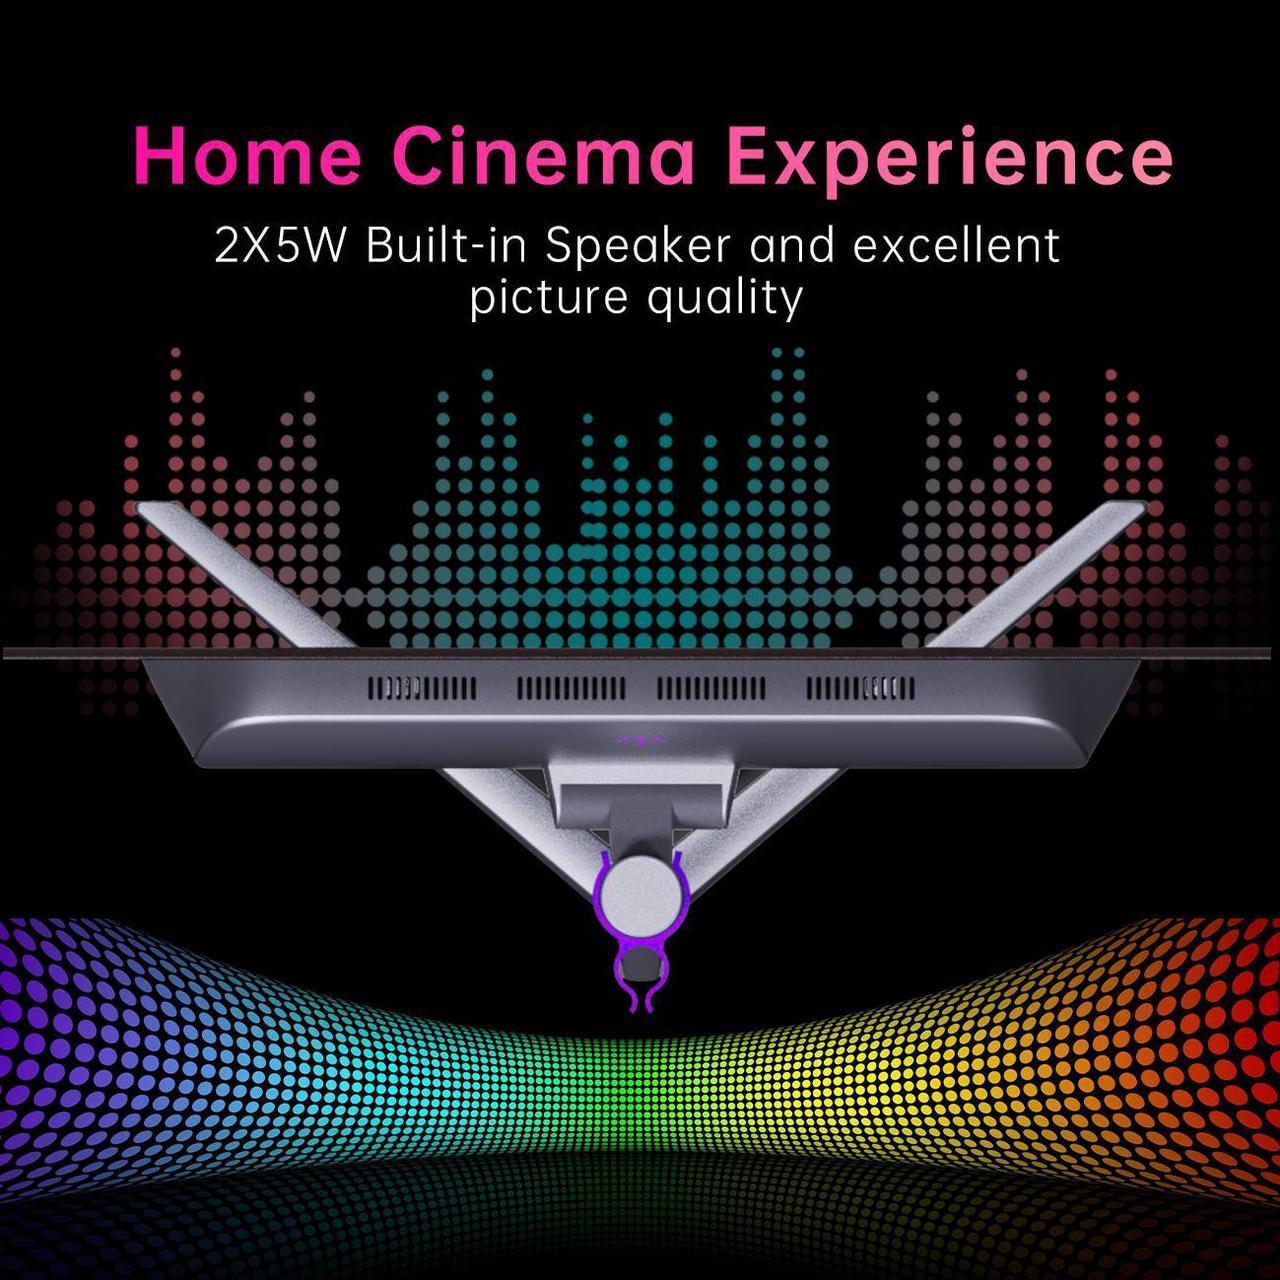 Home Cinema Experience
2X5W Built-in Speaker and excellent
picture quality